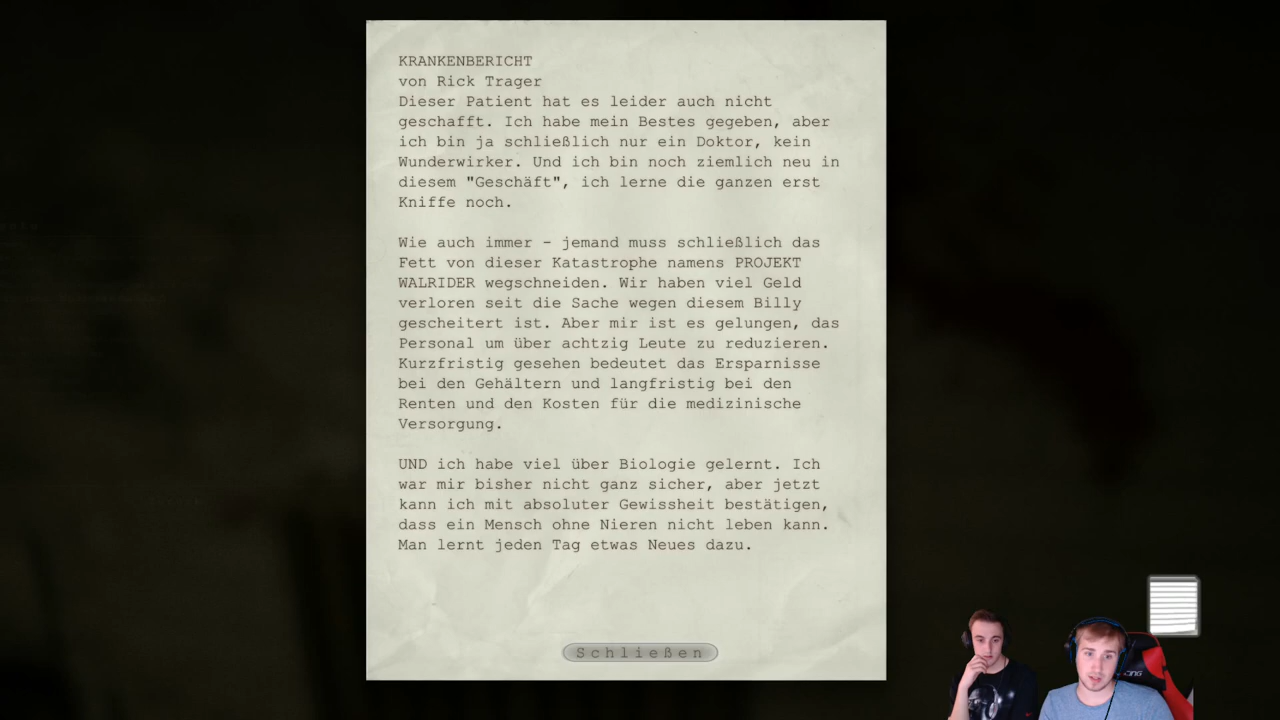 KRANKENBERICHT
von Rick Trager
Dieser Patient hat es leider auch nicht
geschafft. Ich habe mein Bestes gegeben, aber
ich bin ja schließlich nur ein Doktor, kein
Wunderwirker. Und ich bin noch ziemlich neu in
diesem "Geschäft", ich lerne die ganzen erst
Kniffe noch.
Wie auch immer - jemand muss schließlich das
Fett von dieser Katastrophe namens PROJEKT
WALRIDER wegschneiden. Wir haben viel Geld
verloren seit die Sache wegen diesem Billy
gescheitert ist. Aber mir ist es gelungen, das
Personal um über achtzig Leute zu reduzieren.
Kurzfristig gesehen bedeutet das Ersparnisse
bei den Gehältern und langfristig bei den
Renten und den Kosten für die medizinische
Versorgung.
UND ich habe viel über Biologie gelernt. Ich
war mir bisher nicht ganz sicher, aber jetzt
kann ich mit absoluter Gewissheit bestätigen,
dass ein Mensch ohne Nieren nicht leben kann.
Man lernt jeden Tag etwas Neues dazu.
Schließen